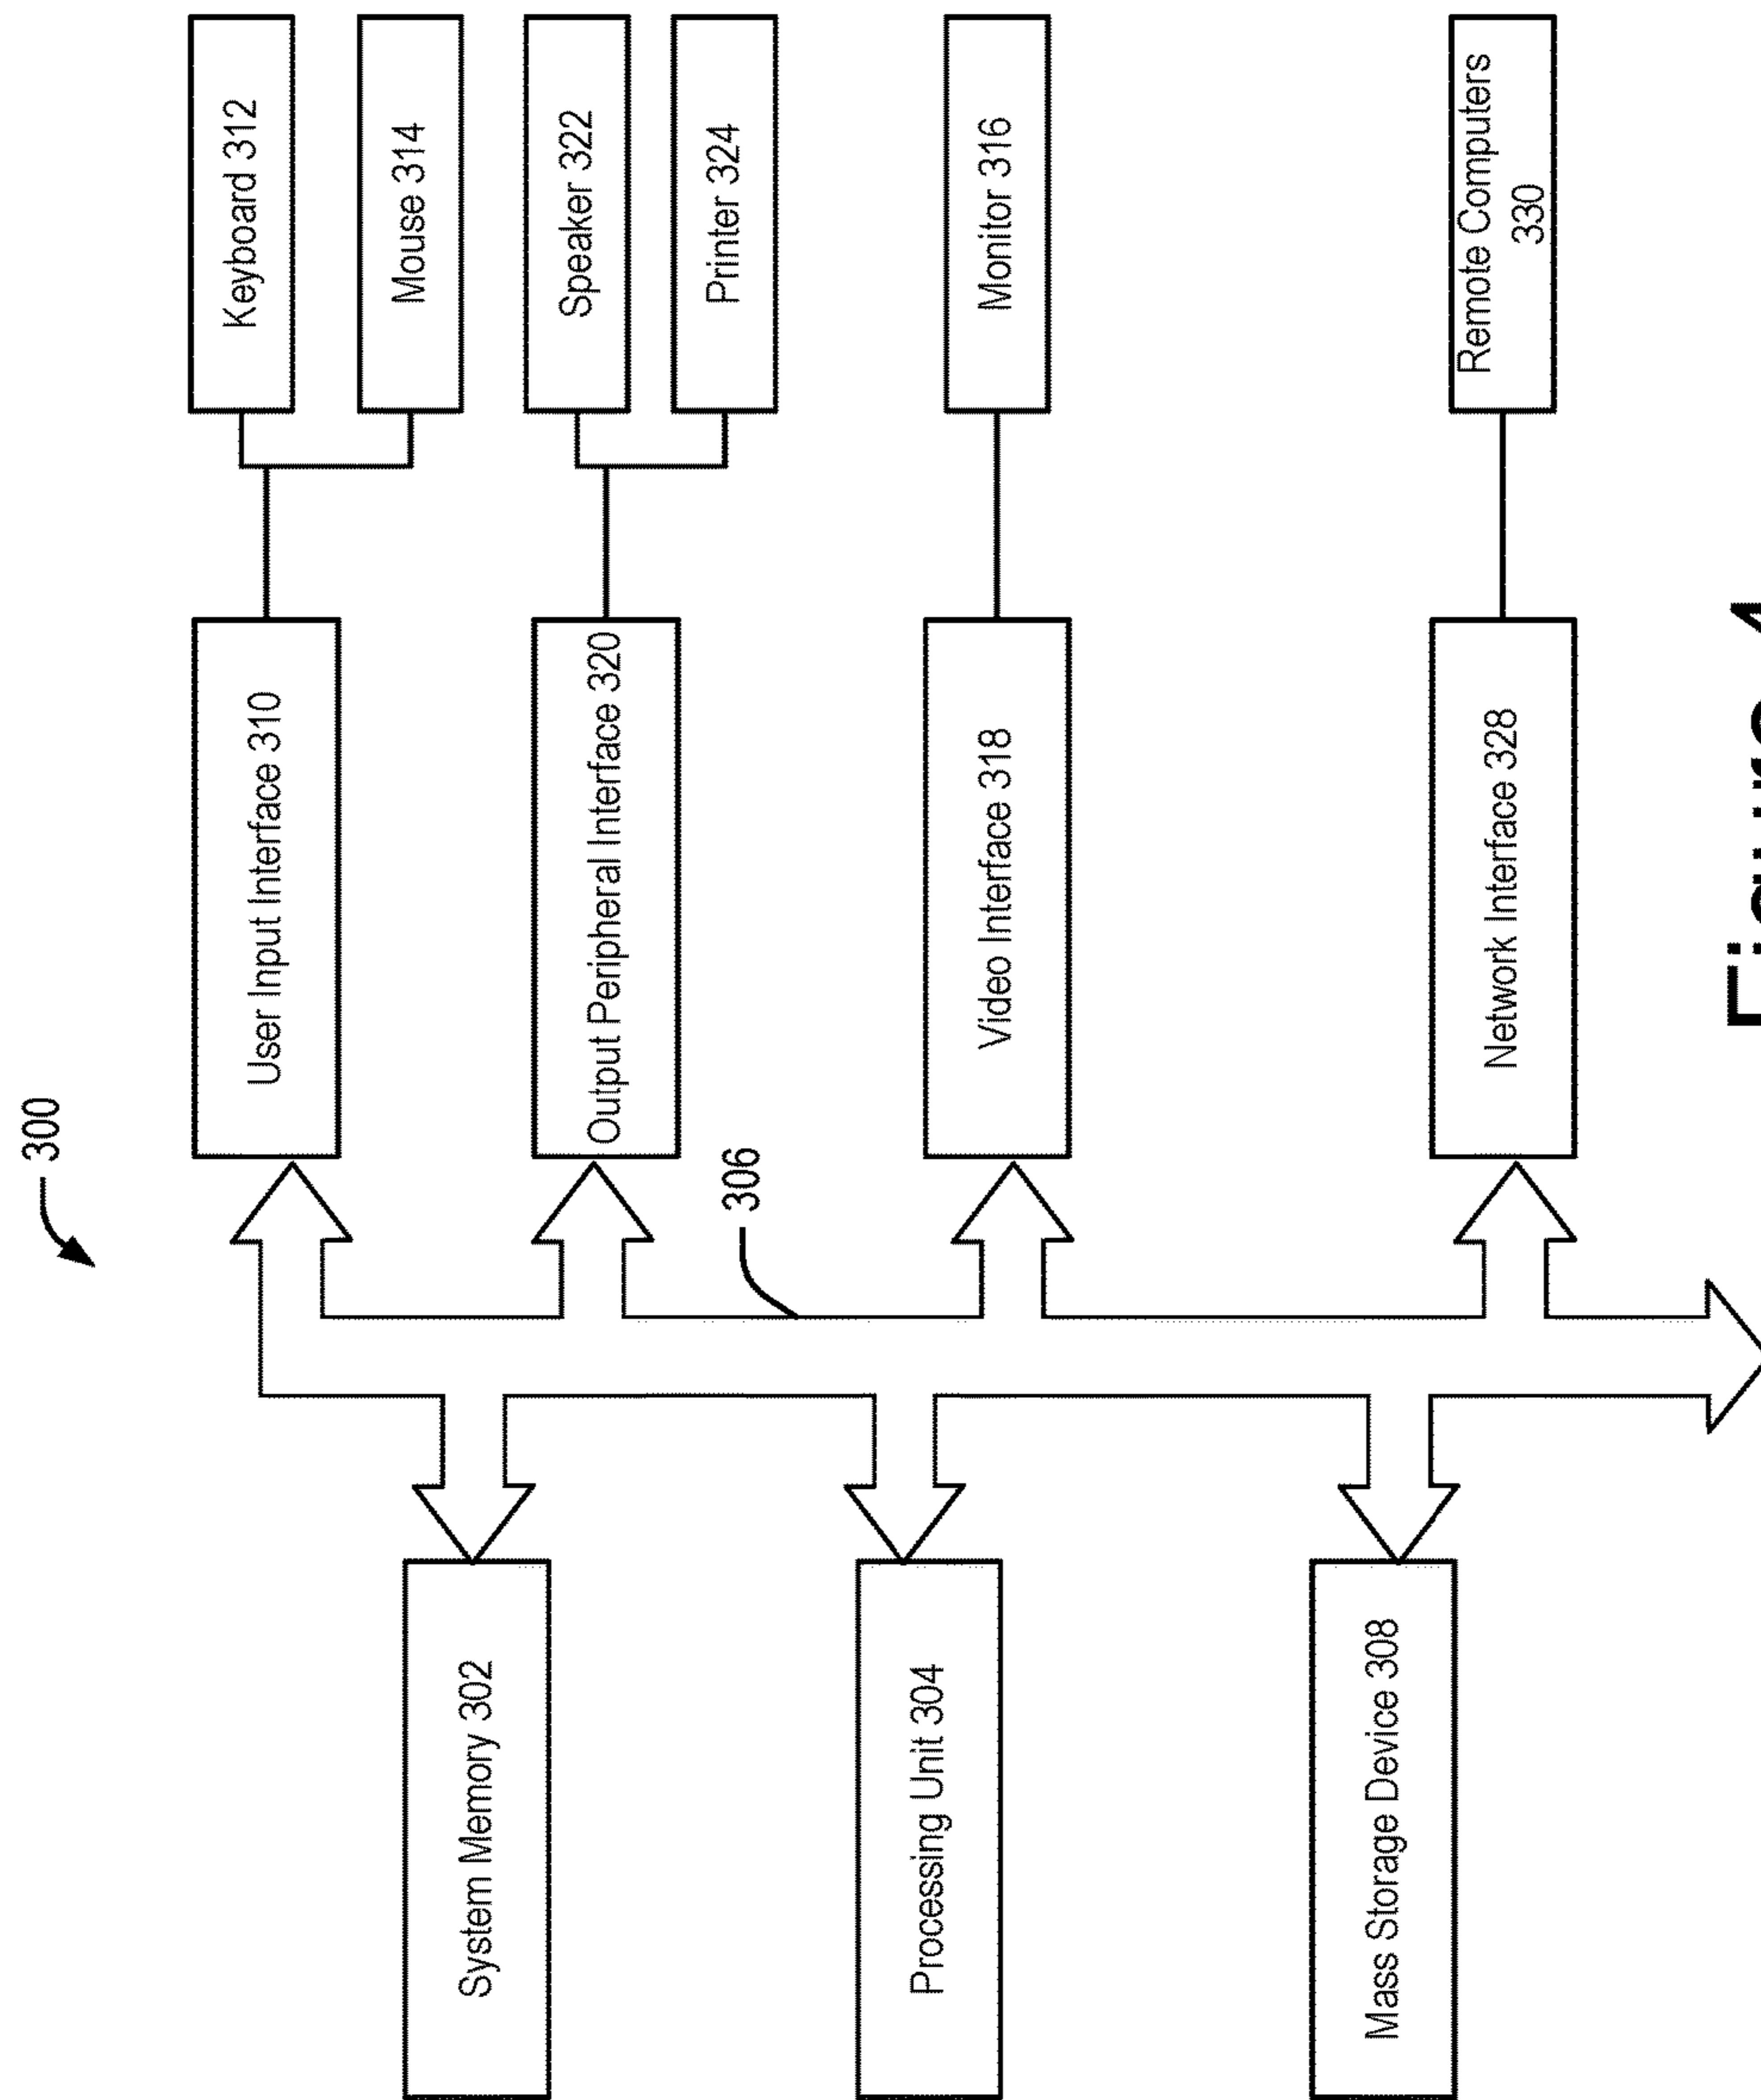 300
User Input Interface 310
Keyboard 312
Mouse 314
System Memory 302
Output Peripheral Interface 320
Speaker 322
Printer 324
306
Processing Unit 304
Video Interface 318
Monitor 316
Mass Storage Device 308
Network Interface 328
Remote Computers
330
Figure 4